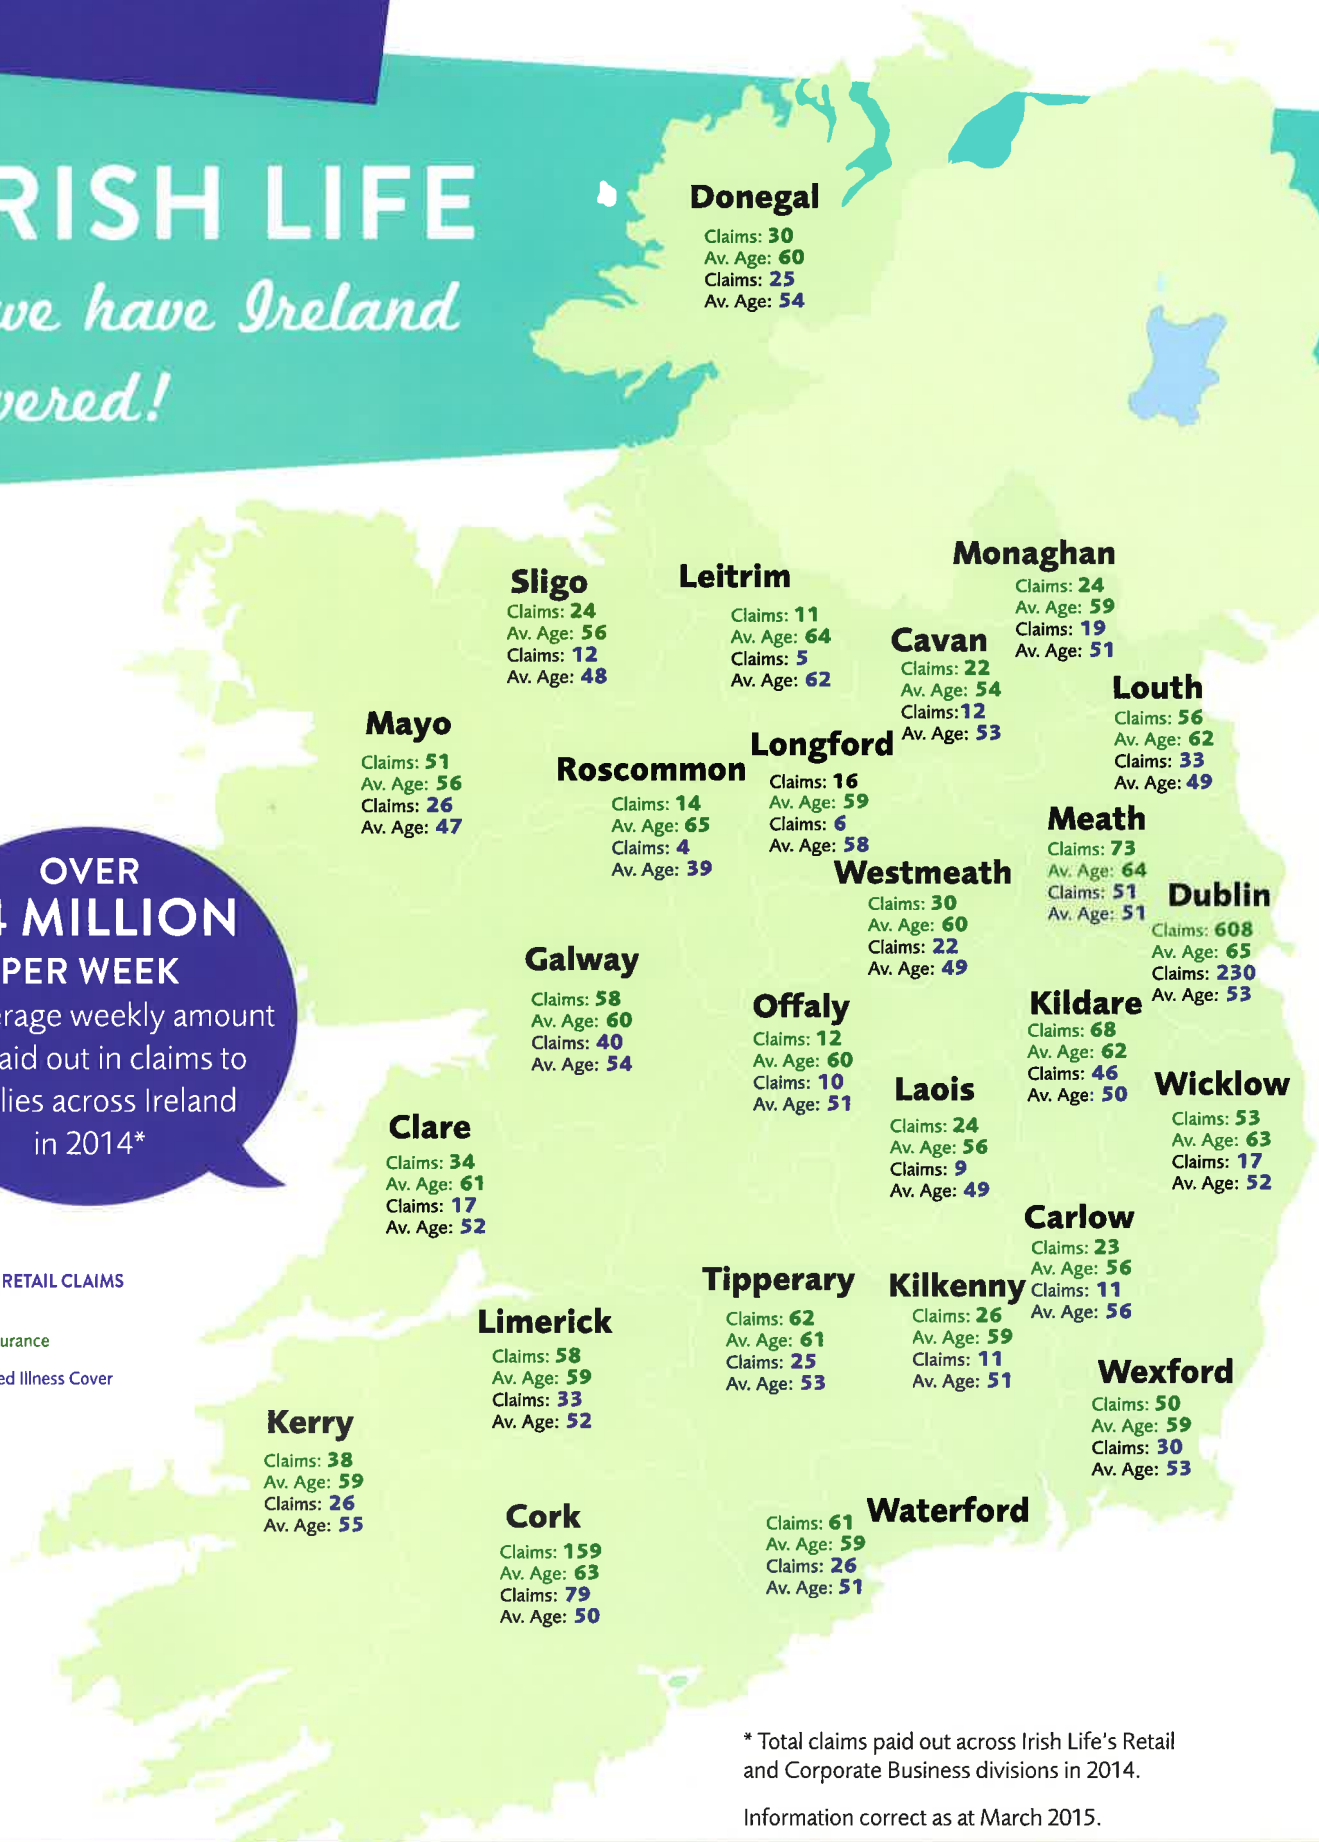 RISH LIFE
we have Ireland
vered!
Donegal
Claims: 30
Av. Age: 60
Claims: 25
Av. Age: 54
Sligo
Claims: 24
Av. Age: 56
Claims: 12
Av. Age: 48
Leitrim
Claims: 11
Av. Age: 64
Claims: 5
Av. Age: 62
Monaghan
Claims: 24
Av. Age: 59
Claims: 19
Av. Age: 51
Cavan
Claims: 22
Av. Age: 54
Claims:12
Av. Age: 53
Louth
Claims: 56
Av. Age: 62
Claims: 33
Av. Age: 49
Mayo
Claims: 51
Av. Age: 56
Claims: 26
Av. Age: 47
Roscommon
Claims: 14
Av. Age: 65
Claims: 4
Av. Age: 39
Longford
Claims: 16
Av. Age: 59
Claims: 6
Av. Age: 58
Meath
Claims: 73
Av. Age: 64
Claims: 51
Av. Age: 51
Westmeath
Claims: 30
Av. Age: 60
Claims: 22
Av. Age: 49
Dublin
Claims: 608
Av. Age: 65
Claims: 230
Av. Age: 53
OVER
MILLION
PER WEEK
erage weekly amount
aid out in claims to
lies across Ireland
in 2014*
Galway
Claims: 58
Av. Age: 60
Claims: 40
Av. Age: 54
Offaly
Claims: 12
Av. Age: 60
Claims: 10
Av. Age: 51
Kildare
Claims: 68
Av. Age: 62
Claims: 46
Av. Age: 50
Laois
Claims: 24
Av. Age: 56
Claims: 9
Av. Age: 49
Wicklow
Claims: 53
Av. Age: 63
Claims: 17
Av. Age: 52
Clare
Claims: 34
Av. Age: 61
Claims: 17
Av. Age: 52
Carlow
Claims: 23
Av. Age: 56
Claims: 11
Av. Age: 56
RETAIL CLAIMS
urance
ed Illness Cover
Tipperary
Claims: 62
Av. Age: 61
Claims: 25
Av. Age: 53
Kilkenny
Claims: 26
Av. Age: 59
Claims: 11
Av. Age: 51
Limerick
Claims: 58
Av. Age: 59
Claims: 33
Av. Age: 52
Wexford
Claims: 50
Av. Age: 59
Claims: 30
Av. Age: 53
Kerry
Claims: 38
Av. Age: 59
Claims: 26
Av. Age: 55
Cork
Claims: 159
Av. Age: 63
Claims: 79
Av. Age: 50
Waterford
Claims: 61
Av. Age: 59
Claims: 26
Av. Age: 51
* Total claims paid out across Irish Life's Retail
and Corporate Business divisions in 2014.
Information correct as at March 2015.